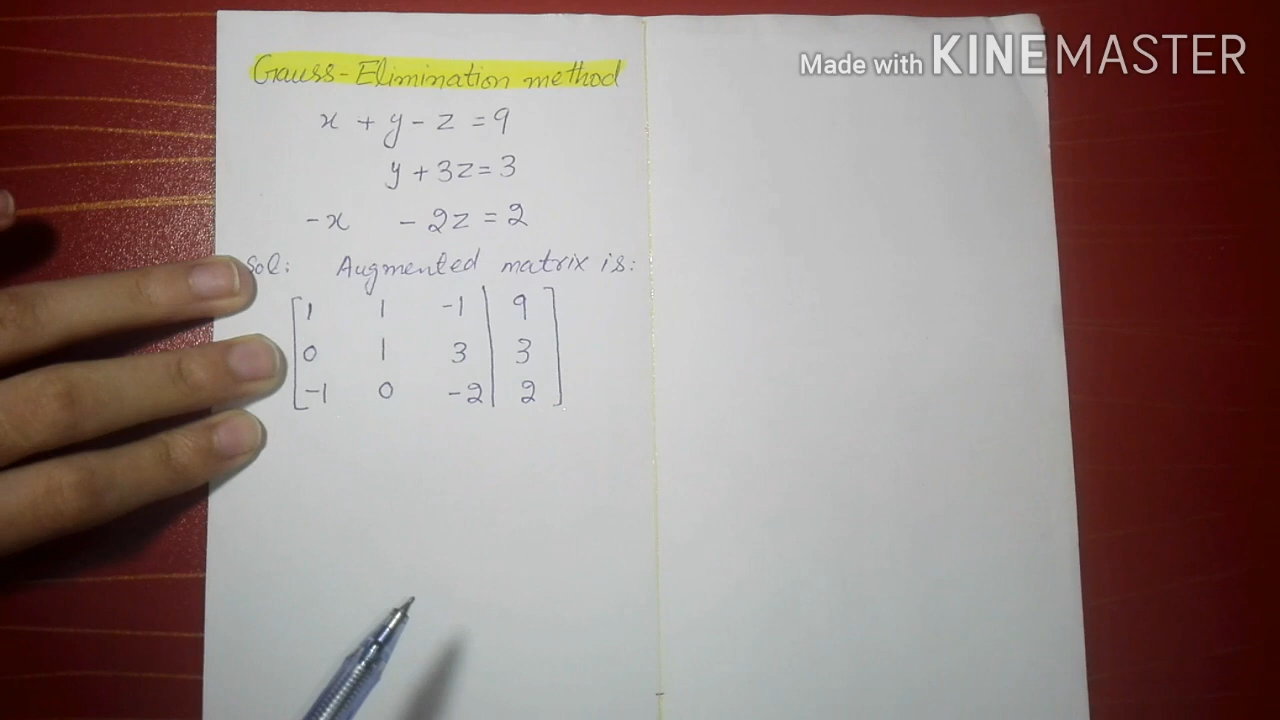 Made with KINEMASTER
Gauss-Elimination method
x + y - z = 9
y + 3z = 3
-x - 2z = 2
Sol: Augmented matrix is:
1 1 -1 | 9
0 1 3 | 3
-1 0 -2 | 2